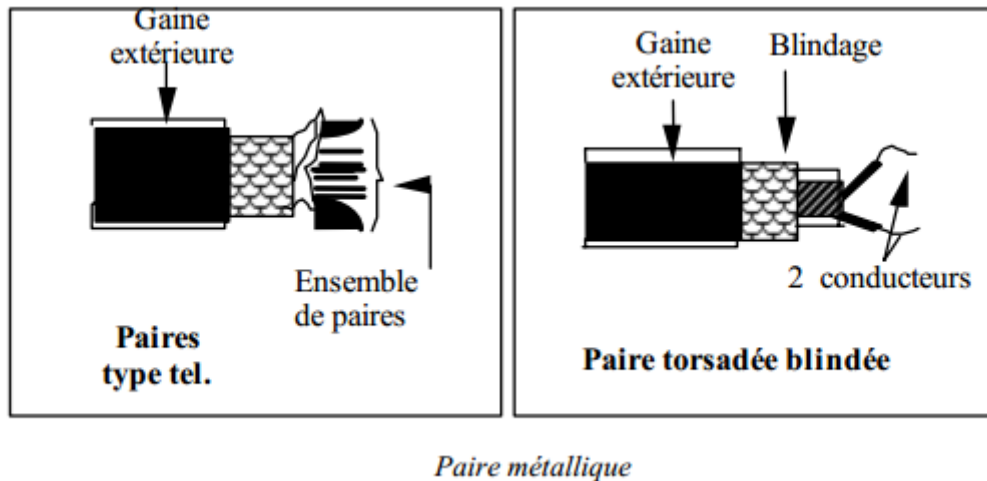 Gaine
extérieure
Ensemble
de paires
Paires
type tel.
Gaine
extérieure
Blindage
2 conducteurs
Paire torsadée blindée
Paire métallique